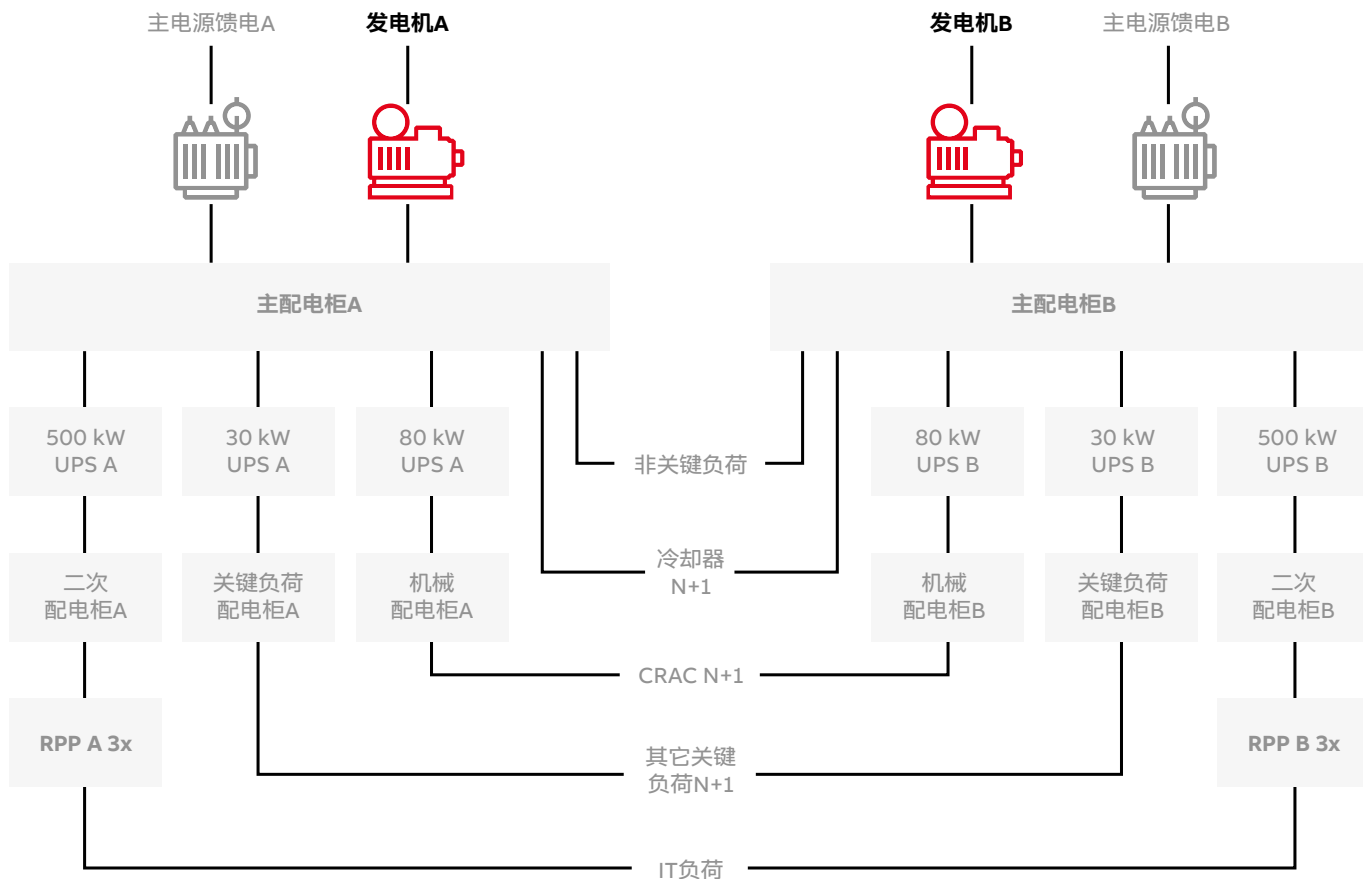 主电源馈电A
发电机A
发电机B
主电源馈电B
主配电柜A
主配电柜B
500 kW
UPS A
30 kW
UPS A
80 kW
UPS A
非关键负荷
80 kW
UPS B
30 kW
UPS B
500 kW
UPS B
二次
配电柜A
关键负荷
配电柜A
机械
配电柜A
冷却器
N+1
机械
配电柜B
关键负荷
配电柜B
二次
配电柜B
CRAC N+1
RPP A 3x
其它关键
负荷N+1
RPP B 3x
IT负荷